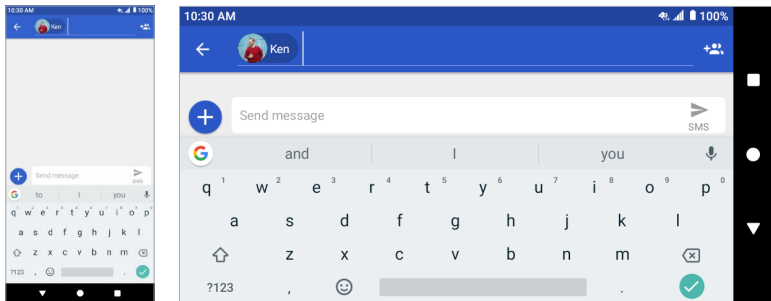 10:30 AM 100%
Ken
Send message
SMS
to I you
q w e r t y u i o p
a s d f g h j k l
z x c v b n m
?123 , .
10:30 AM 100%
Ken
Send message
SMS
G and I you
q 1 w 2 e 3 r 4 t 5 y 6 u 7 i 8 o 9 p 0
a s d f g h j k l
z x c v b n m
?123 , .